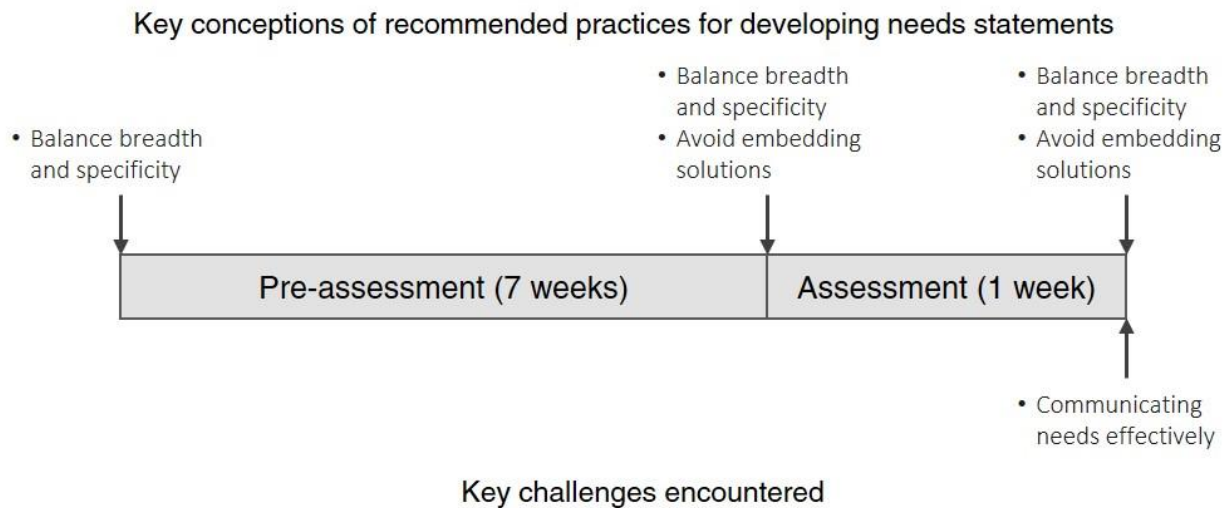 Key conceptions of recommended practices for developing needs statements
• Balance breadth
and specificity
• Balance breadth
and specificity
• Avoid embedding
solutions
• Balance breadth
and specificity
• Avoid embedding
solutions
Pre-assessment (7 weeks)
Assessment (1 week)
• Communicating
needs effectively
Key challenges encountered